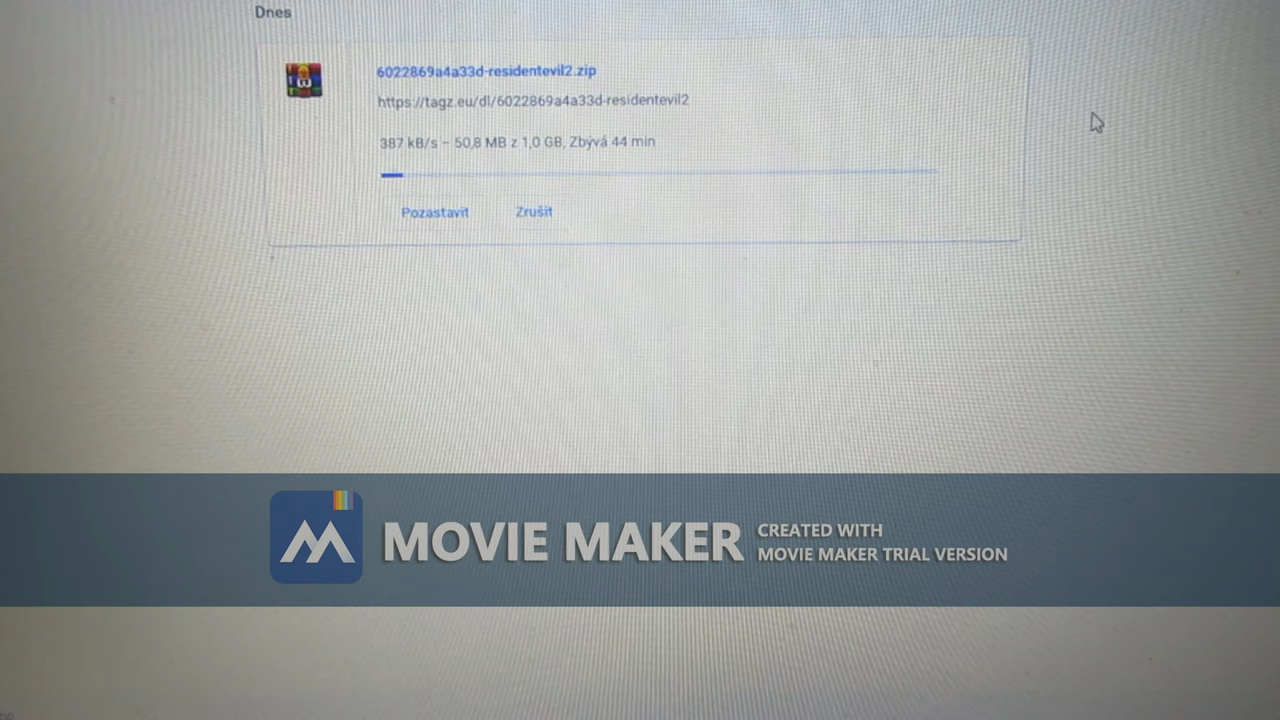 Dnes
6022869a4a33d-residentevil2.zip
https://tagz.eu/dl/6022869a4a33d-residentevil2
387 kB/s – 50,8 MB z 1,0 GB, Zbývá 44 min
Pozastavit Zrušit
MOVIE MAKER
CREATED WITH
MOVIE MAKER TRIAL VERSION